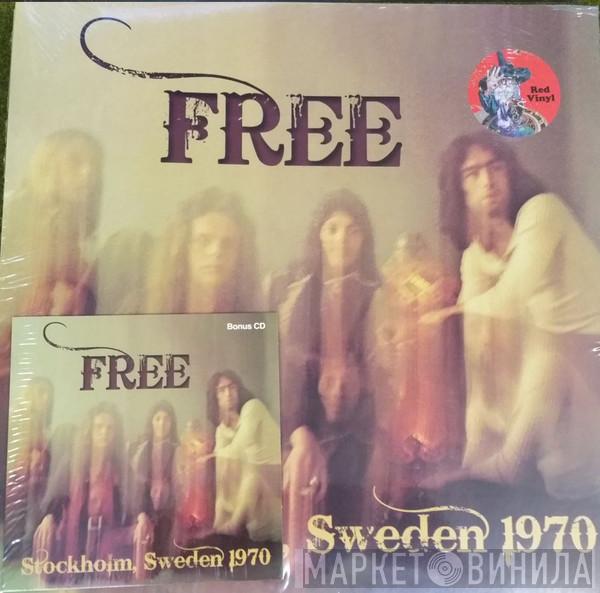 FREE
Red
Vinyl
Bonus CD
FREE
Stockholm, Sweden 1970
Sweden 1970
МАРКЕТ ВИНИЛА